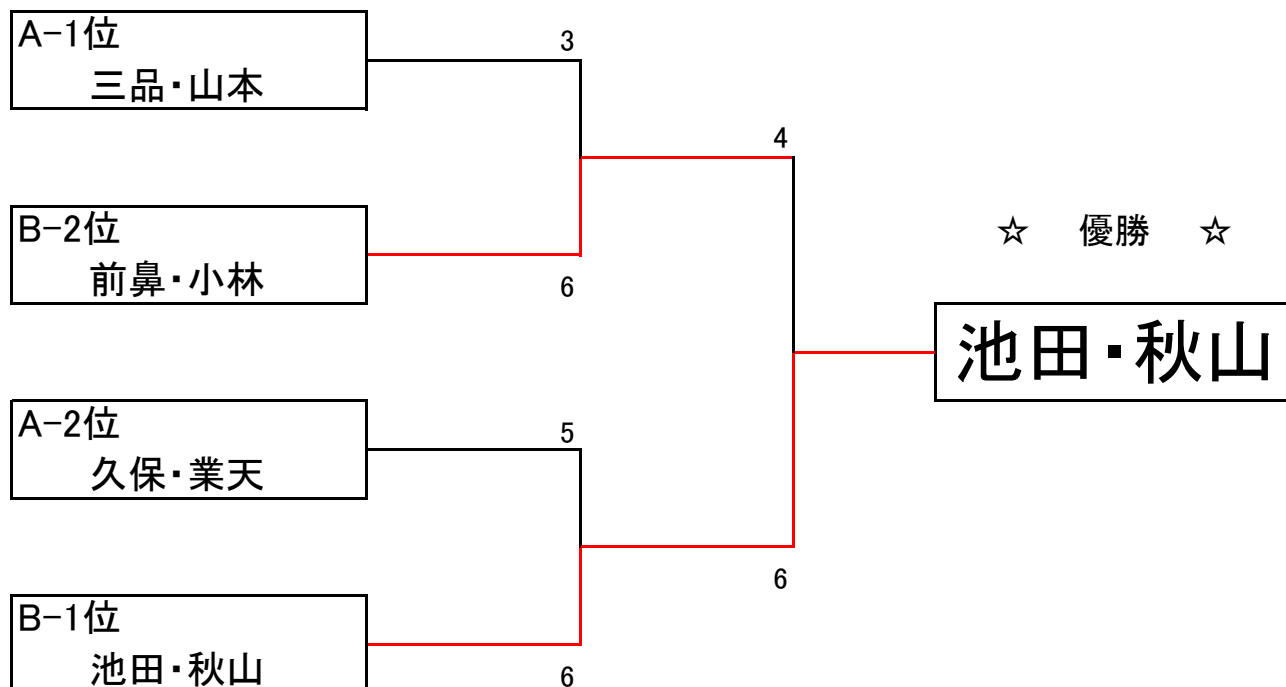 A-1位
三品・山本
3
4
B-2位
前鼻・小林
6
☆ 優勝 ☆
池田・秋山
A-2位
久保・業天
5
6
B-1位
池田・秋山
6